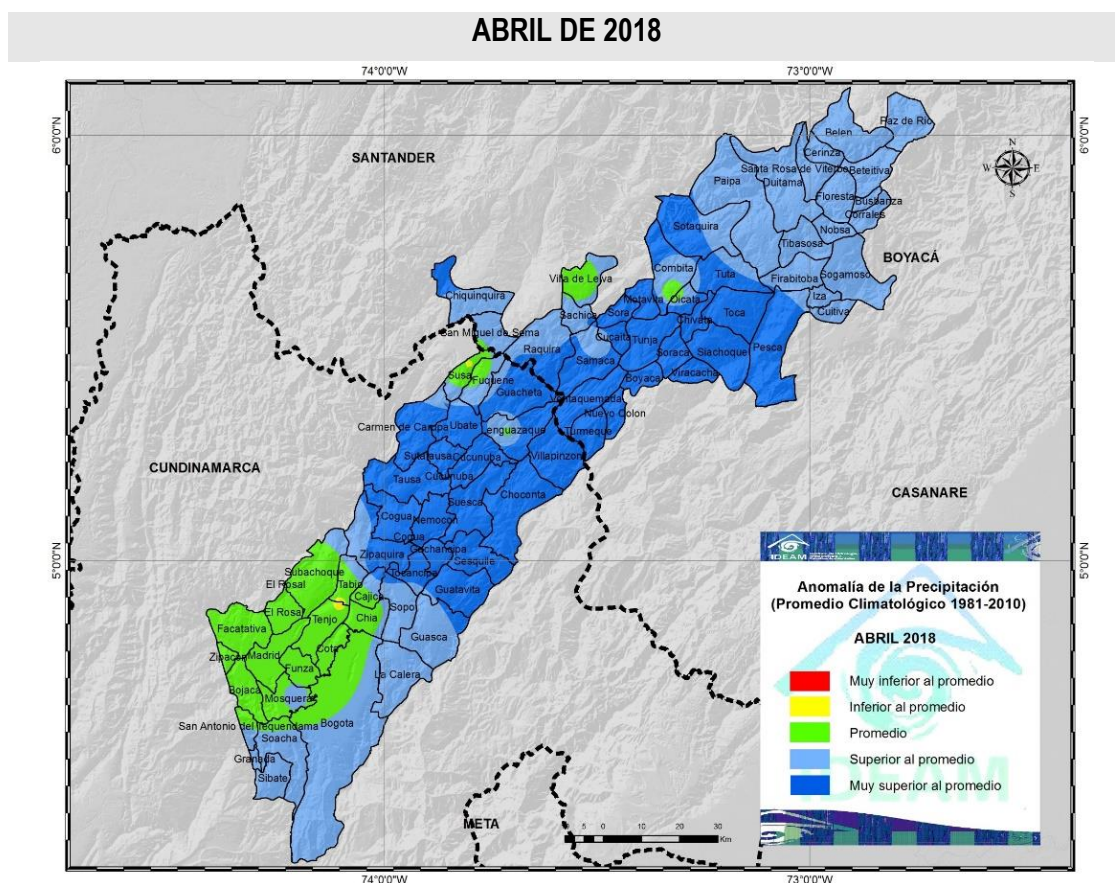 ABRIL DE 2018
74°0'0"W
73°0'0"W
6°0'0"N
6°0'0"N
SANTANDER
N
W
E
S
Paz de Rio
Belen
Cerinza
Santa Rosa de Viterbo
Beteitiva
Paipa
Duitama
Floresta
Busbanza
Corrales
Nobsa
Sotaquira
Tibasosa
BOYACÁ
Combita
Tuta
Firabitoba
Sogamoso
Villa de Leiva
Iza
Cuitiva
Chiquinquira
Motavita
Oicata
Sachica
Sora
Chivata
Toca
San Miguel de Sema
Cucaita
Tunja
Raquira
Samaca
Soraca
Siachoque
Pesca
Susa
Fuquene
Boyaca
Viracacha
Guacheta
Ventaquemada
Nuevo Colon
Carmen de Carupa
Ubate
Lenguazaque
Turmeque
CUNDINAMARCA
Sutatausa
Cucunuba
Villapinzon
Tausa
Cucunuba
Choconta
CASANARE
Suesca
Cogua
Nemocon
Cogua
Zipaquira
Gachancipa
5°0'0"N
5°0'0"N
Sesquile
Subachoque
Tocancipa
El Rosal
Tabio
Guatavita
Cajica
Sopo
El Rosal
Tenjo
Chia
Facatativa
Guasca
Cota
Zipacon
Madrid
Funza
La Calera
Bojaca
Mosquera
San Antonio del Tequendama
Bogota
Soacha
Granada
Sibate
META
5
0
10
20
30
Km
74°0'0"W
73°0'0"W
IDEAM
Anomalía de la Precipitación
(Promedio Climatológico 1981-2010)
ABRIL 2018
Muy inferior al promedio
Inferior al promedio
Promedio
Superior al promedio
Muy superior al promedio
IDEAM